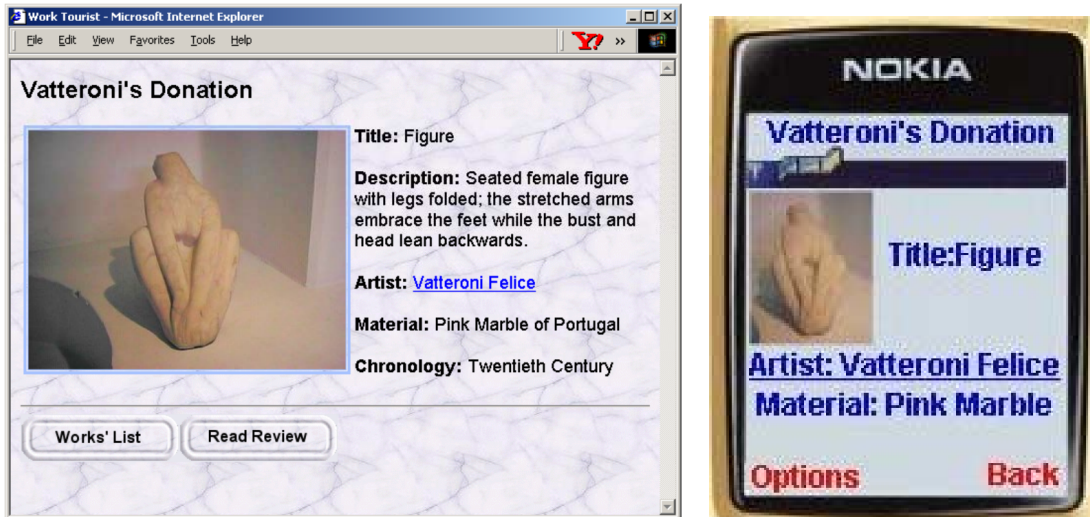 Work Tourist - Microsoft Internet Explorer
File Edit View Favorites Tools Help
Y! »
Vatteroni's Donation
Title: Figure
Description: Seated female figure
with legs folded; the stretched arms
embrace the feet while the bust and
head lean backwards.
Artist: Vatteroni Felice
Material: Pink Marble of Portugal
Chronology: Twentieth Century
Works' List Read Review
NOKIA
Vatteroni's Donation
Title:Figure
Artist: Vatteroni Felice
Material: Pink Marble
Options Back